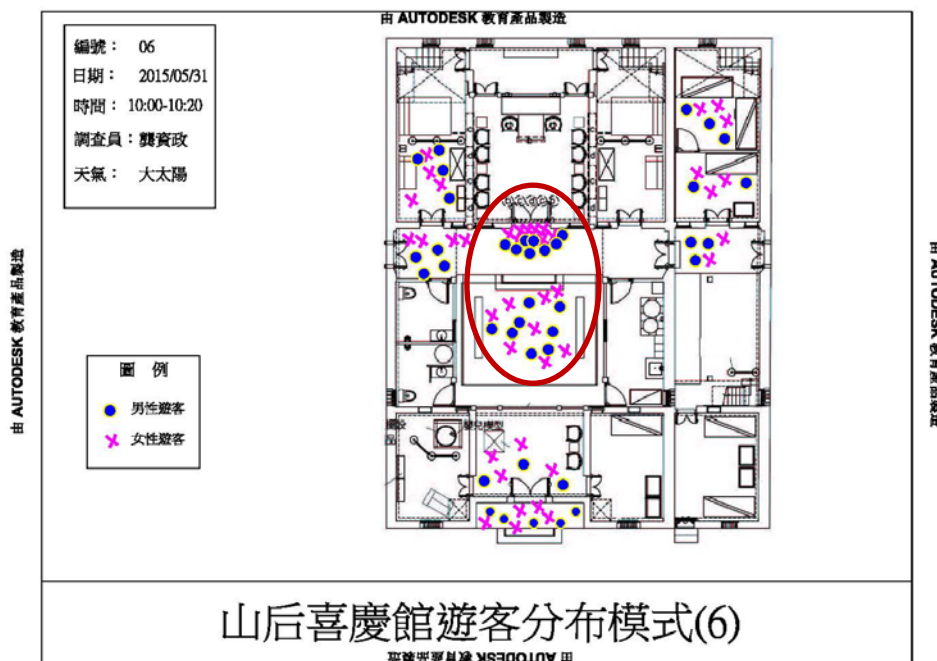 由 AUTODESK 教育產品製造
編號： 06
日期： 2015/05/31
時間： 10:00-10:20
調查員：龔資政
天氣： 大太陽
由 AUTODESK 教育產品製造
由 AUTODESK 教育產品製造
圖 例
男性遊客
女性遊客
山后喜慶館遊客分布模式(6)
由 AUTODESK 教育產品製造